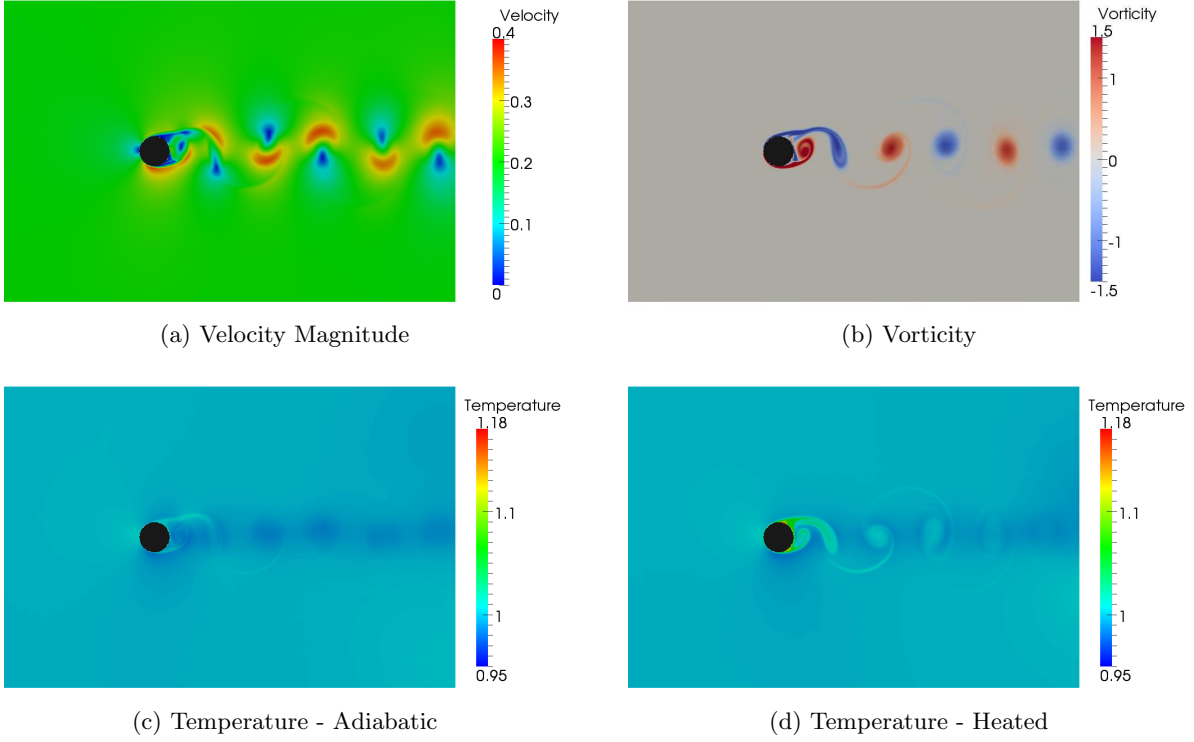 Velocity
0.4
0.3
0.2
0.1
0
(a) Velocity Magnitude
Vorticity
1.5
1
0
-1
-1.5
(b) Vorticity
Temperature
1.18
1.1
1
0.95
(c) Temperature - Adiabatic
Temperature
1.18
1.1
1
0.95
(d) Temperature - Heated